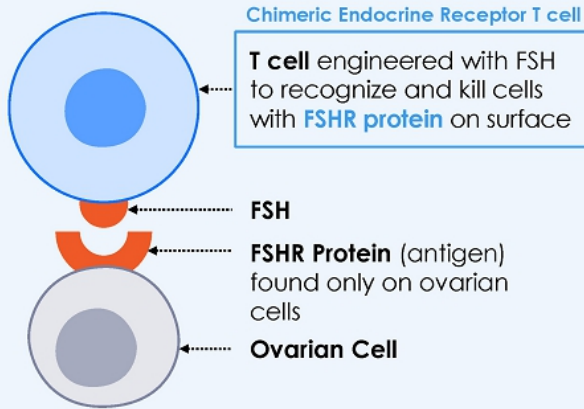 Chimeric Endocrine Receptor T cell
T cell engineered with FSH
to recognize and kill cells
with FSHR protein on surface
FSH
FSHR Protein (antigen)
found only on ovarian
cells
Ovarian Cell